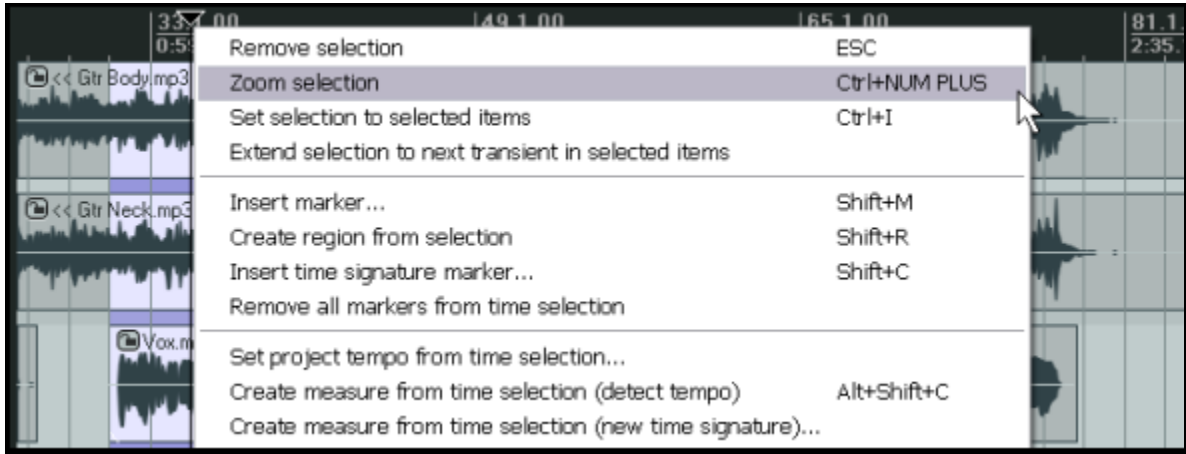 33.1.00 49.1.00 65.1.00 81.1.
0:5 2:35.
Remove selection ESC
Zoom selection Ctrl+NUM PLUS
Set selection to selected items Ctrl+I
Extend selection to next transient in selected items
Insert marker... Shift+M
Create region from selection Shift+R
Insert time signature marker... Shift+C
Remove all markers from time selection
Set project tempo from time selection...
Create measure from time selection (detect tempo) Alt+Shift+C
Create measure from time selection (new time signature)...
<< Gtr Body.mp3
<< Gtr Neck.mp3
Vox.m